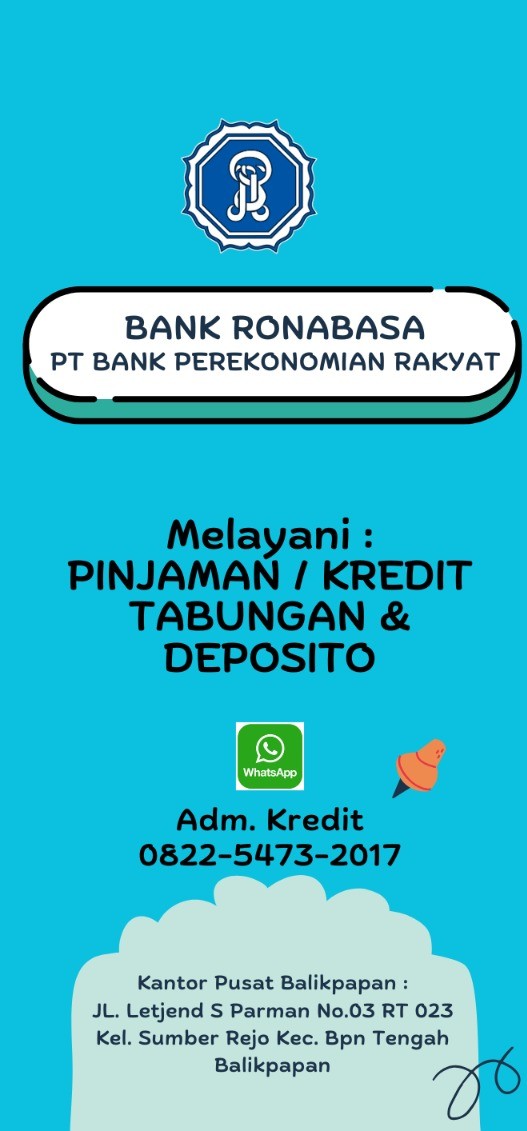 BANK RONABASA
PT BANK PEREKONOMIAN RAKYAT
Melayani :
PINJAMAN / KREDIT
TABUNGAN &
DEPOSITO
WhatsApp
Adm. Kredit
0822-5473-2017
Kantor Pusat Balikpapan :
JL. Letjend S Parman No.03 RT 023
Kel. Sumber Rejo Kec. Bpn Tengah
Balikpapan